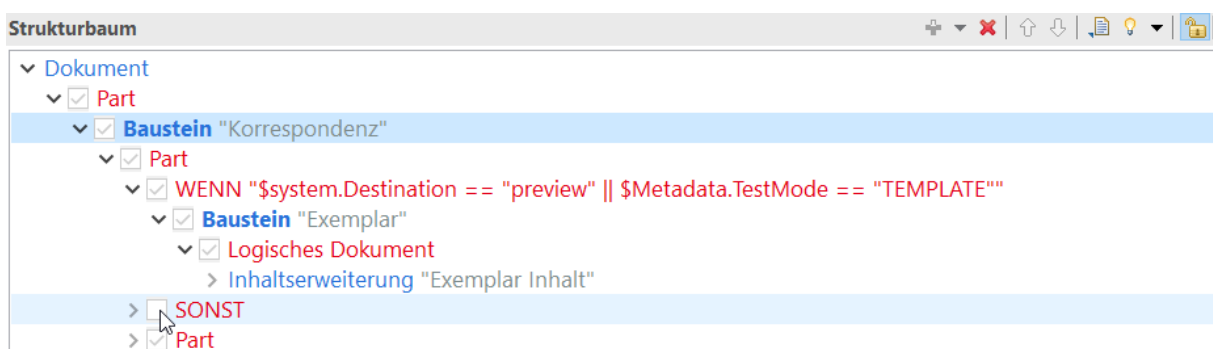 Strukturbaum
Dokument
Part
Baustein "Korrespondenz"
Part
WENN "$system.Destination == "preview" || $Metadata.TestMode == "TEMPLATE""
Baustein "Exemplar"
Logisches Dokument
Inhaltserweiterung "Exemplar Inhalt"
SONST
Part